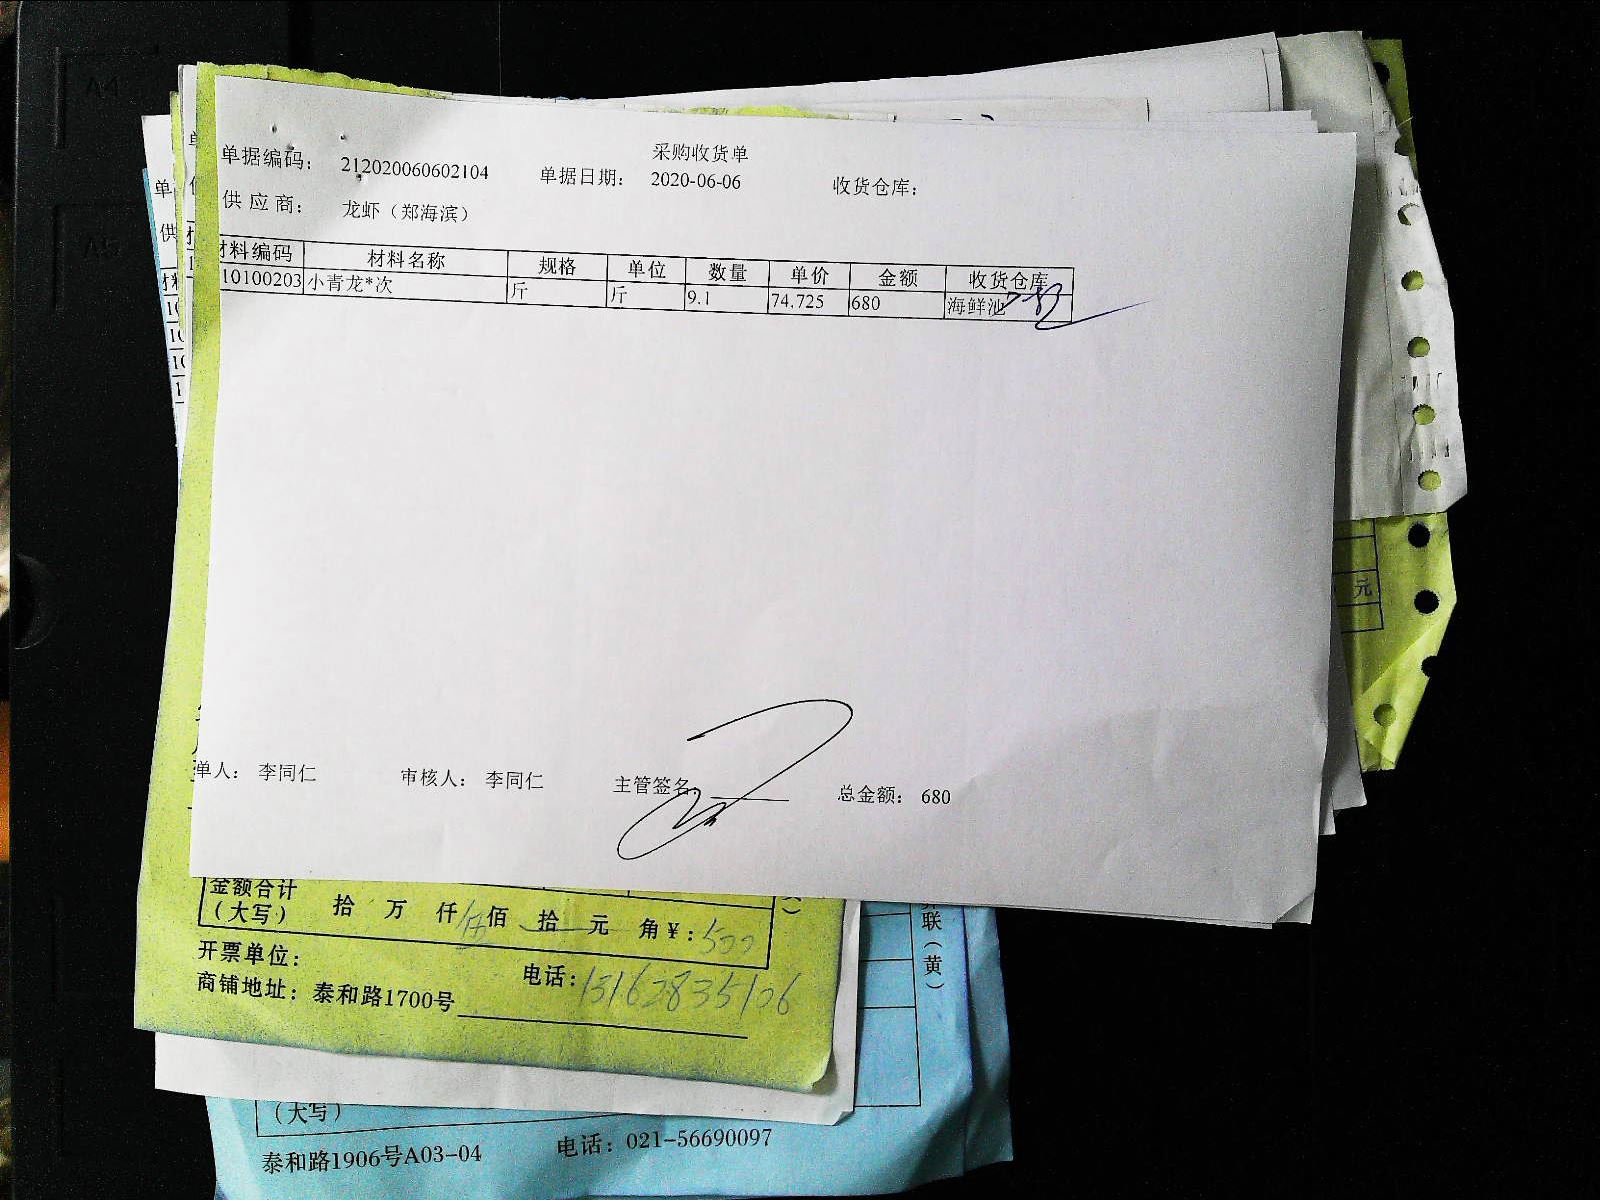 采购收货单
单据编码： 212020060602104 单据日期： 2020-06-06 收货仓库：
供应商： 龙虾（郑海滨）
材料编码 材料名称 规格 单位 数量 单价 金额 收货仓库
10100203 小青龙*次 斤 斤 9.1 74.725 680 海鲜池
单人： 李同仁 审核人： 李同仁 主管签名 总金额： 680
金额合计
（大写） 拾 万 仟 伍 佰 拾 元 角 ¥: 500
开票单位：
电话: 13162835106
商铺地址：泰和路1700号
联（黄）
元
（大写）
泰和路1906号A03-04 电话：021-56690097